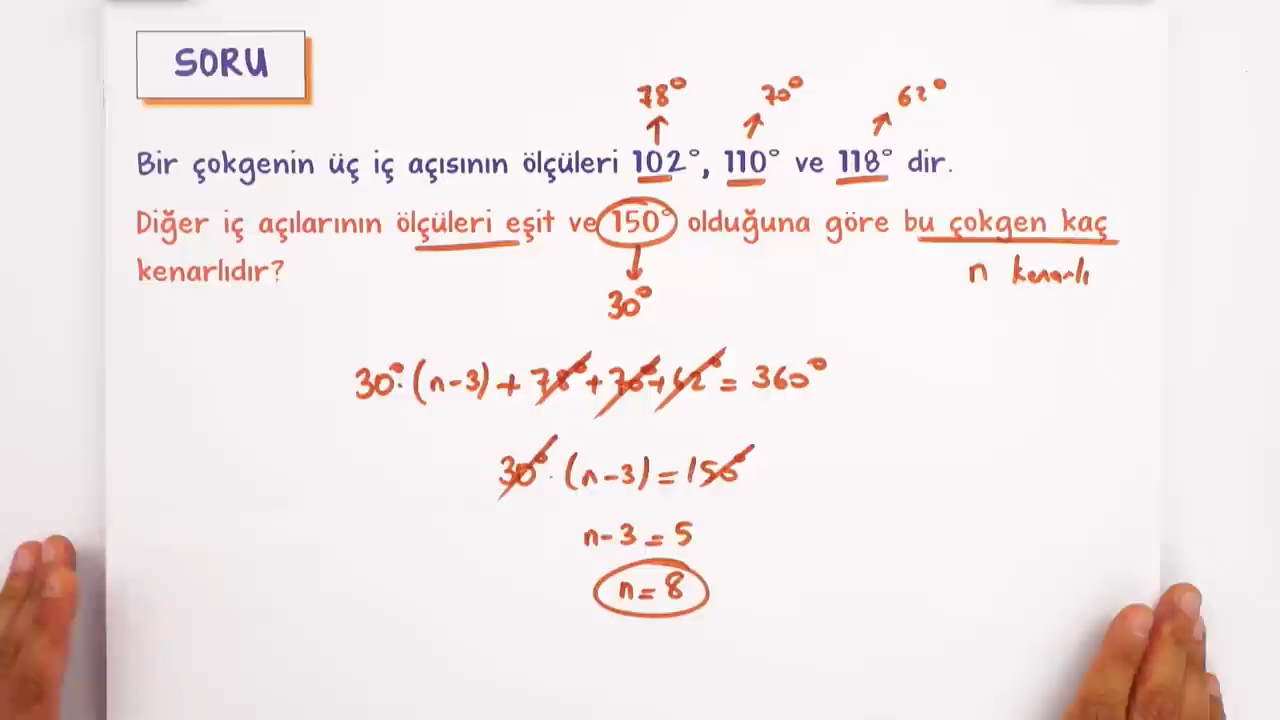 SORU
78° 70° 62°
Bir çokgenin üç iç açısının ölçüleri 102°, 110° ve 118° dir.
Diğer iç açılarının ölçüleri eşit ve 150° olduğuna göre bu çokgen kaç
kenarlıdır?
n kenarlı
30°
30°.(n-3)+78°+70°+62°=360°
30°.(n-3)=150°
n-3=5
n=8